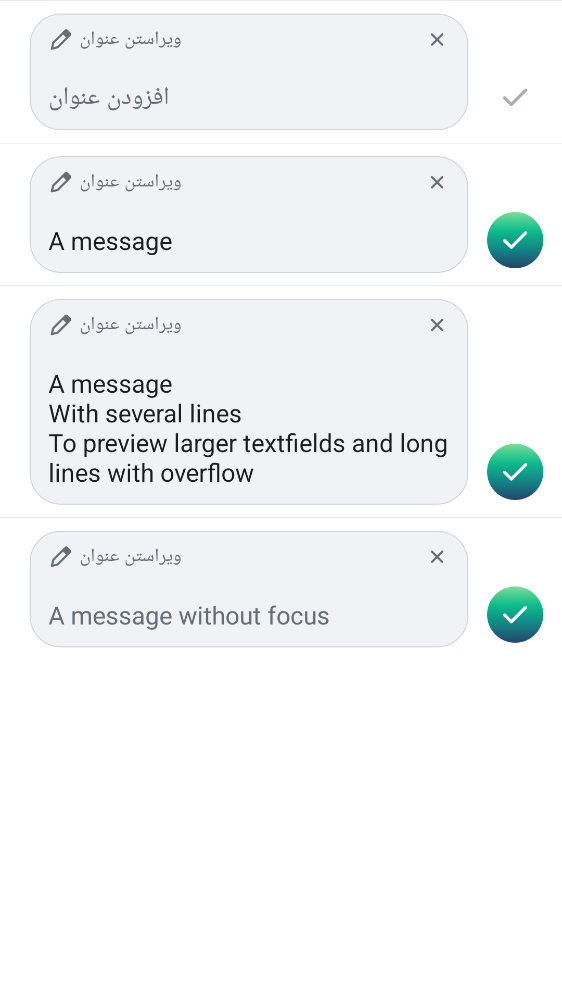 ویراستن عنوان
افزودن عنوان
ویراستن عنوان
A message
ویراستن عنوان
A message
With several lines
To preview larger textfields and long
lines with overflow
ویراستن عنوان
A message without focus